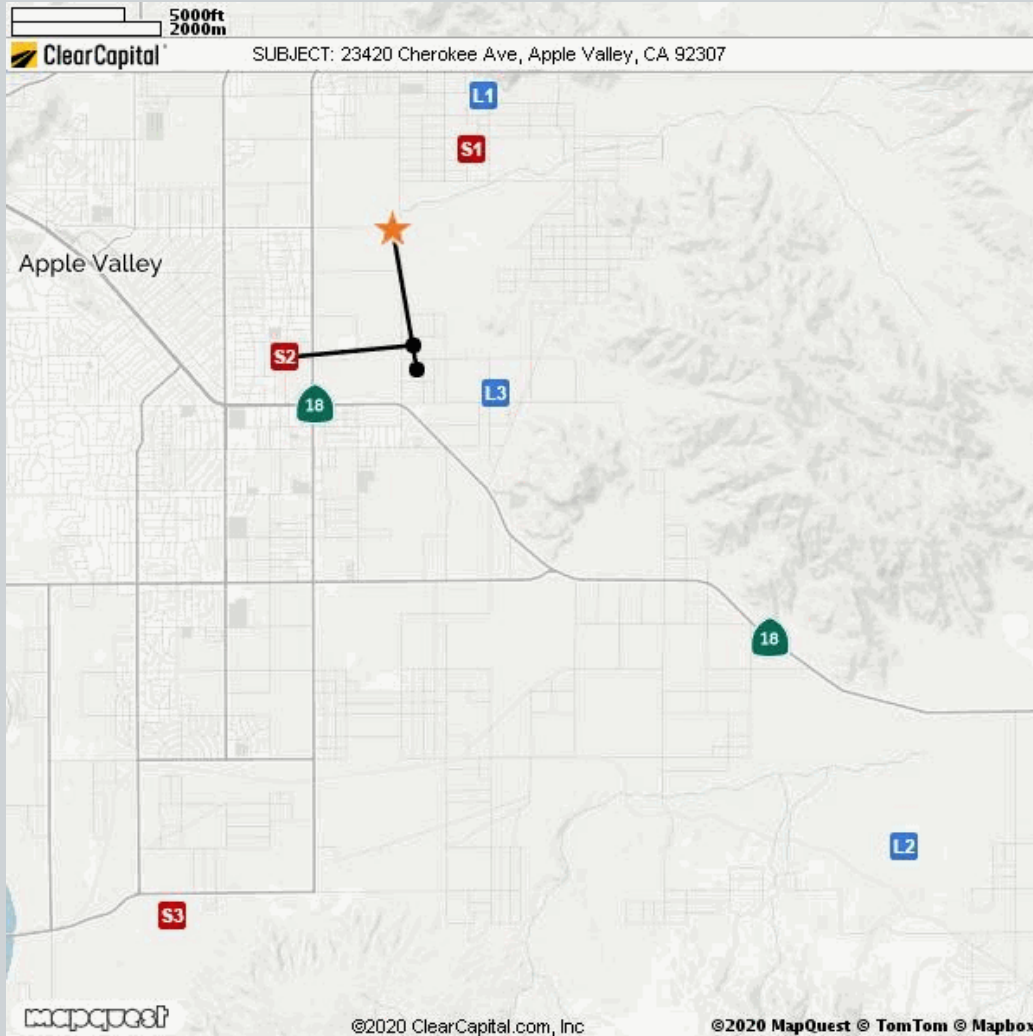 5000ft
2000m
ClearCapital SUBJECT: 23420 Cherokee Ave, Apple Valley, CA 92307
L1
S1
Apple Valley
S2
L3
18
18
L2
S3
mapquest ©2020 ClearCapital.com, Inc ©2020 MapQuest © TomTom © Mapbox